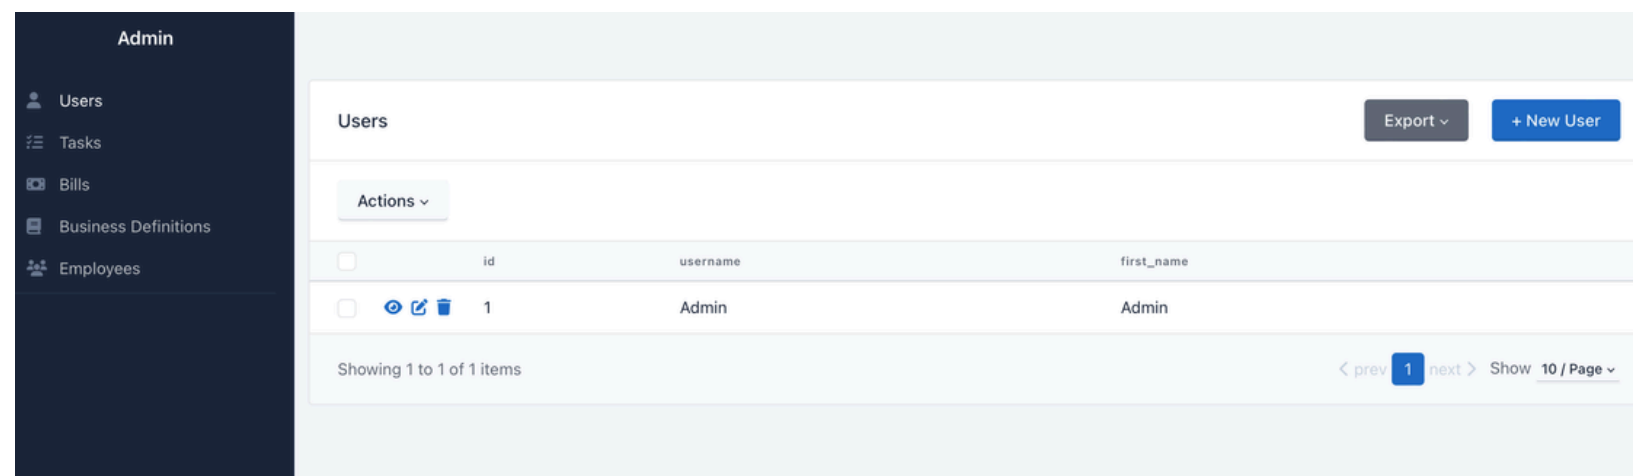 Admin
Users
Tasks
Bills
Business Definitions
Employees
Users
Export
+ New User
Actions
id username first_name
1 Admin Admin
Showing 1 to 1 of 1 items
< prev 1 next > Show 10 / Page